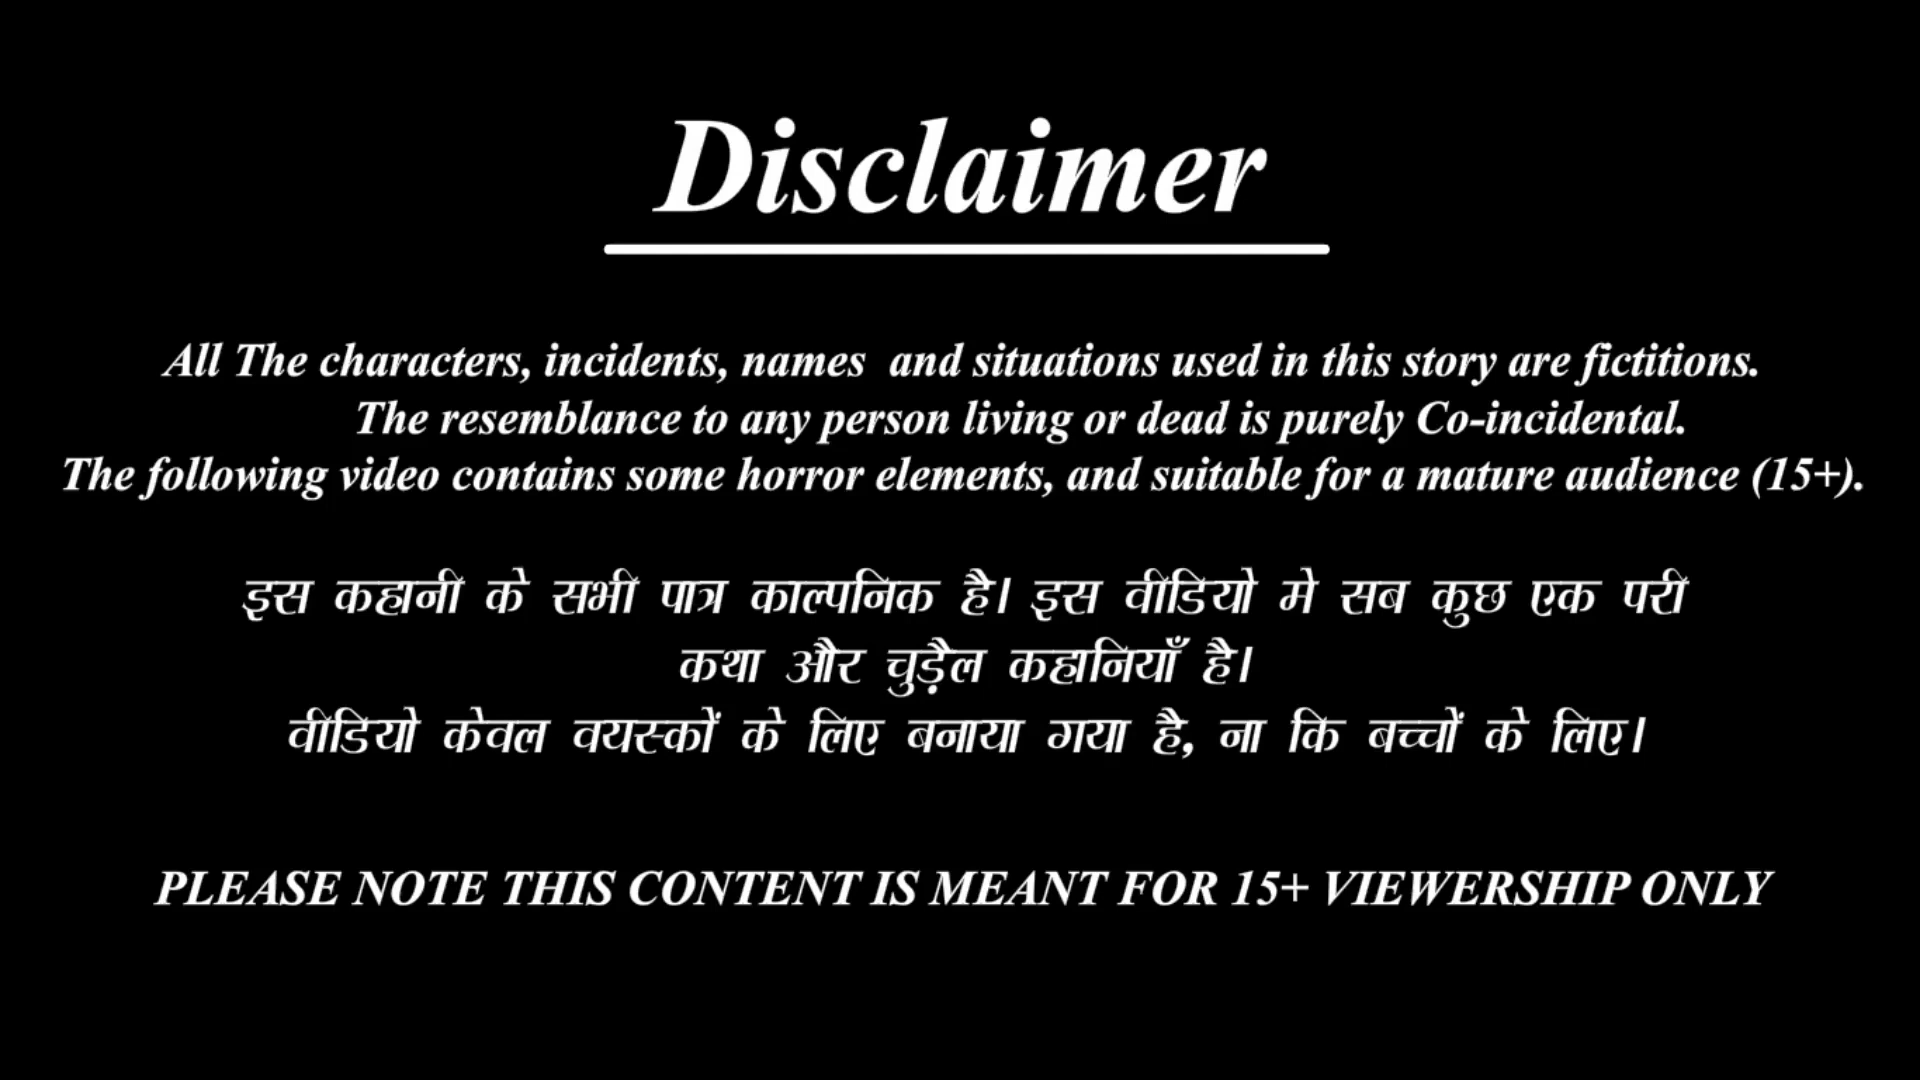 Disclaimer
All The characters, incidents, names and situations used in this story are fictitions.
The resemblance to any person living or dead is purely Co-incidental.
The following video contains some horror elements, and suitable for a mature audience (15+).
इस कहानी के सभी पात्र काल्पनिक है। इस वीडियो मे सब कुछ एक परी
कथा और चुड़ैल कहानियाँ है।
वीडियो केवल वयस्कों के लिए बनाया गया है, ना कि बच्चों के लिए।
PLEASE NOTE THIS CONTENT IS MEANT FOR 15+ VIEWERSHIP ONLY